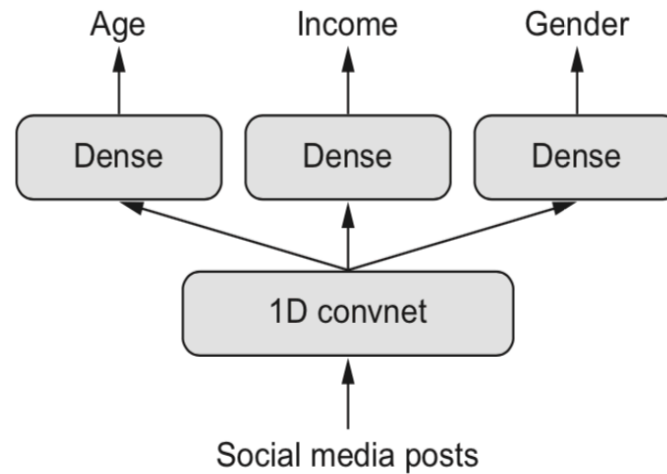 Age Income Gender
Dense Dense Dense
1D convnet
Social media posts